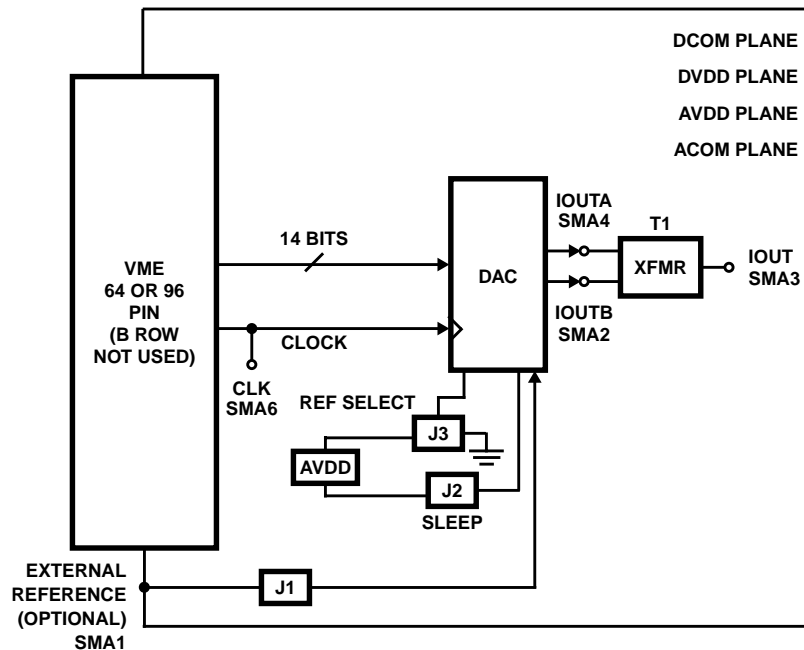 DCOM PLANE
DVDD PLANE
AVDD PLANE
ACOM PLANE
VME
64 OR 96
PIN
(B ROW
NOT USED)
14 BITS
CLOCK
CLK
SMA6
DAC
IOUTA
SMA4
IOUTB
SMA2
T1
XFMR
IOUT
SMA3
REF SELECT
J3
AVDD
J2
SLEEP
J1
EXTERNAL
REFERENCE
(OPTIONAL)
SMA1